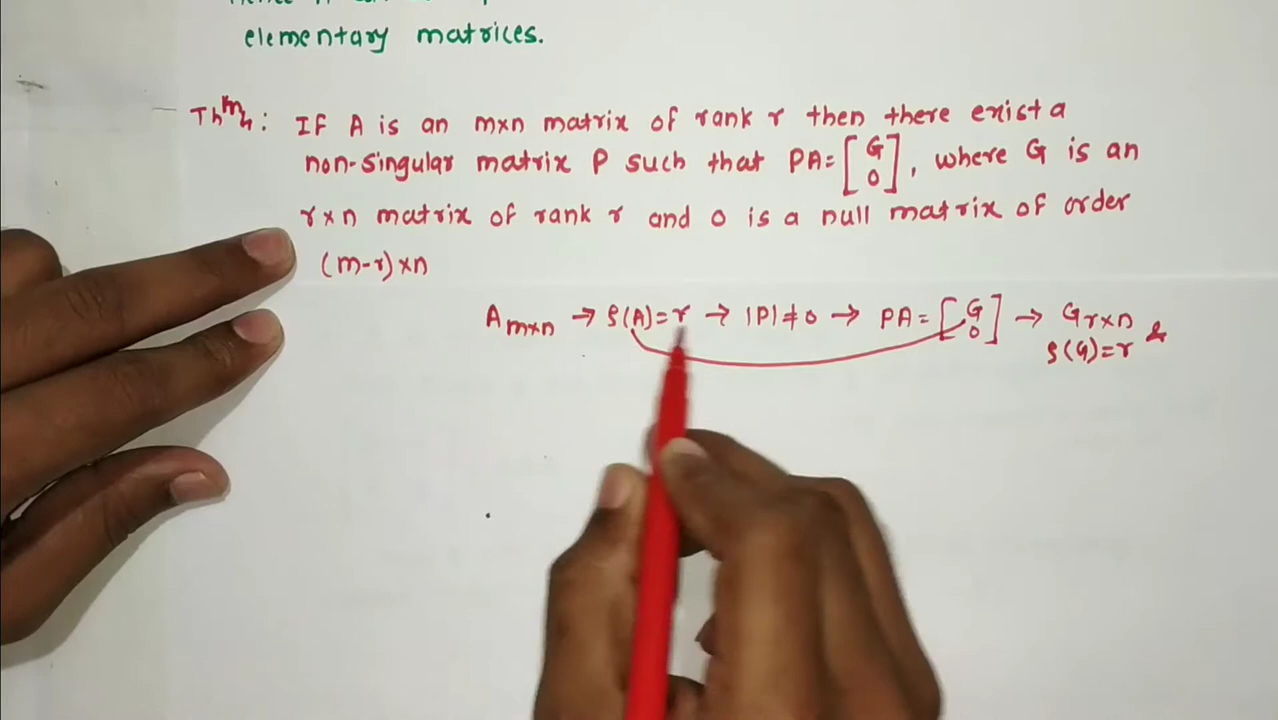 elementary matrices.
Th^m: IF A is an m×n matrix of rank r then there exist a
non-singular matrix P such that PA=[G 0], where G is an
r×n matrix of rank r and 0 is a null matrix of order
(m-r)×n
A m×n → ρ(A)=r → |P|≠0 → PA=[G 0] → G r×n &
ρ(G)=r